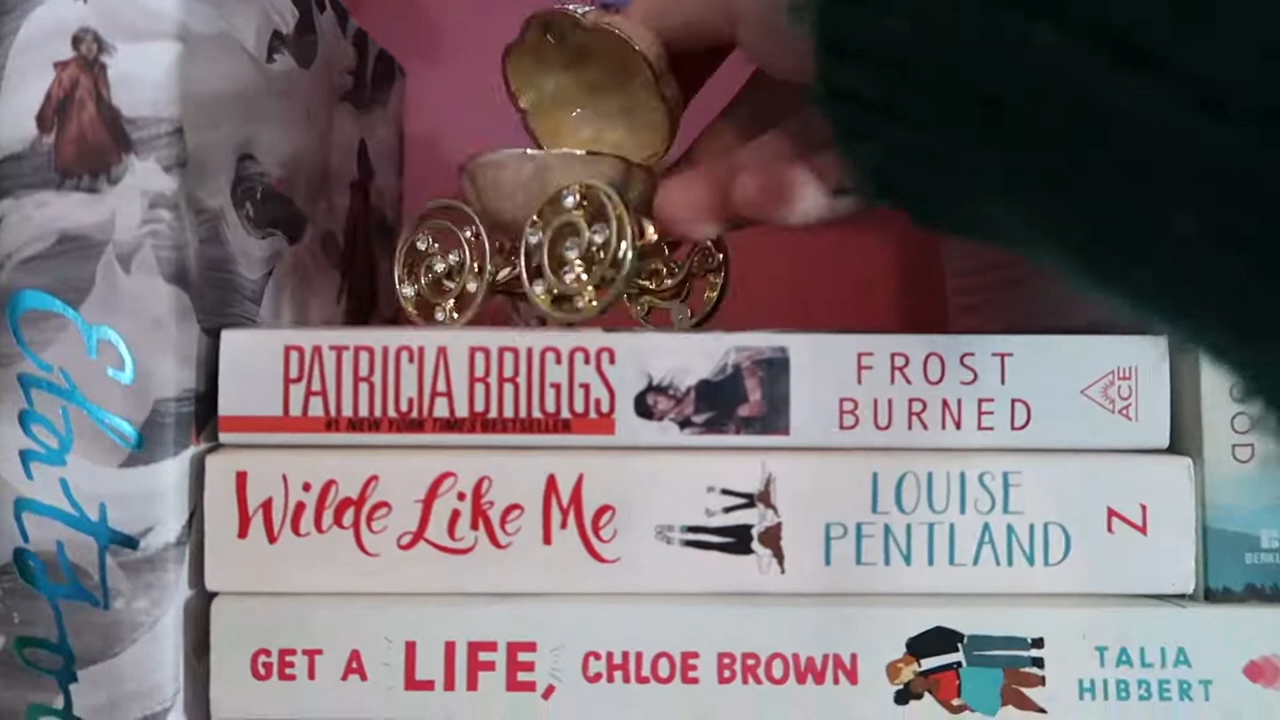 PATRICIA BRIGGS
#1 NEW YORK TIMES BESTSELLER
FROST
BURNED
ACE
Wilde Like Me
LOUISE
PENTLAND
Z
GET A LIFE, CHLOE BROWN
TALIA
HIBBERT